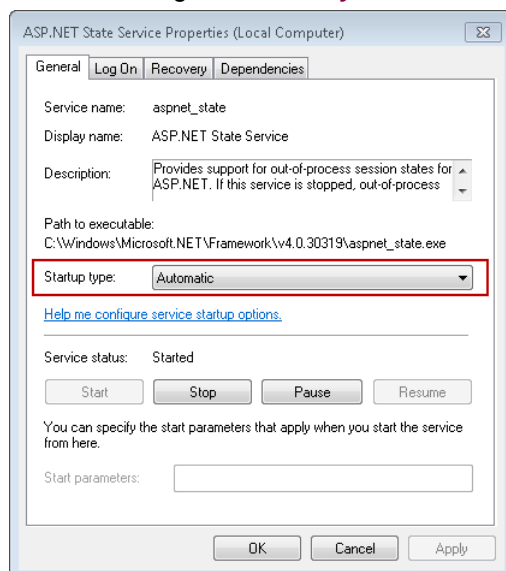 ASP.NET State Service Properties (Local Computer)
General Log On Recovery Dependencies
Service name: aspnet_state
Display name: ASP.NET State Service
Description: Provides support for out-of-process session states for
ASP.NET. If this service is stopped, out-of-process
Path to executable:
C:\Windows\Microsoft.NET\Framework\v4.0.30319\aspnet_state.exe
Startup type: Automatic
Help me configure service startup options.
Service status: Started
Start Stop Pause Resume
You can specify the start parameters that apply when you start the service
from here.
Start parameters:
OK Cancel Apply